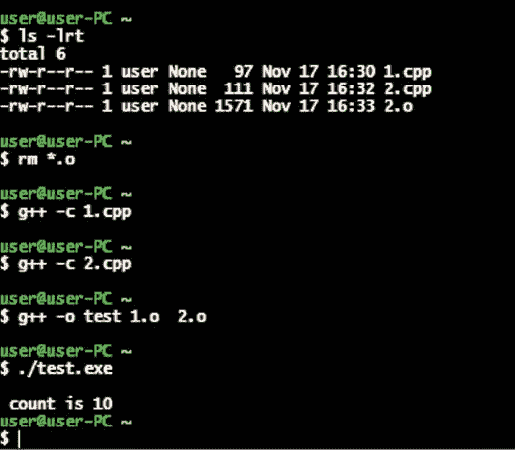 user@user-PC ~
$ ls -lrt
total 6
-rw-r--r-- 1 user None   97 Nov 17 16:30 1.cpp
-rw-r--r-- 1 user None  111 Nov 17 16:32 2.cpp
-rw-r--r-- 1 user None 1571 Nov 17 16:33 2.o
user@user-PC ~
$ rm *.o
user@user-PC ~
$ g++ -c 1.cpp
user@user-PC ~
$ g++ -c 2.cpp
user@user-PC ~
$ g++ -o test 1.o  2.o
user@user-PC ~
$ ./test.exe
count is 10
user@user-PC ~
$